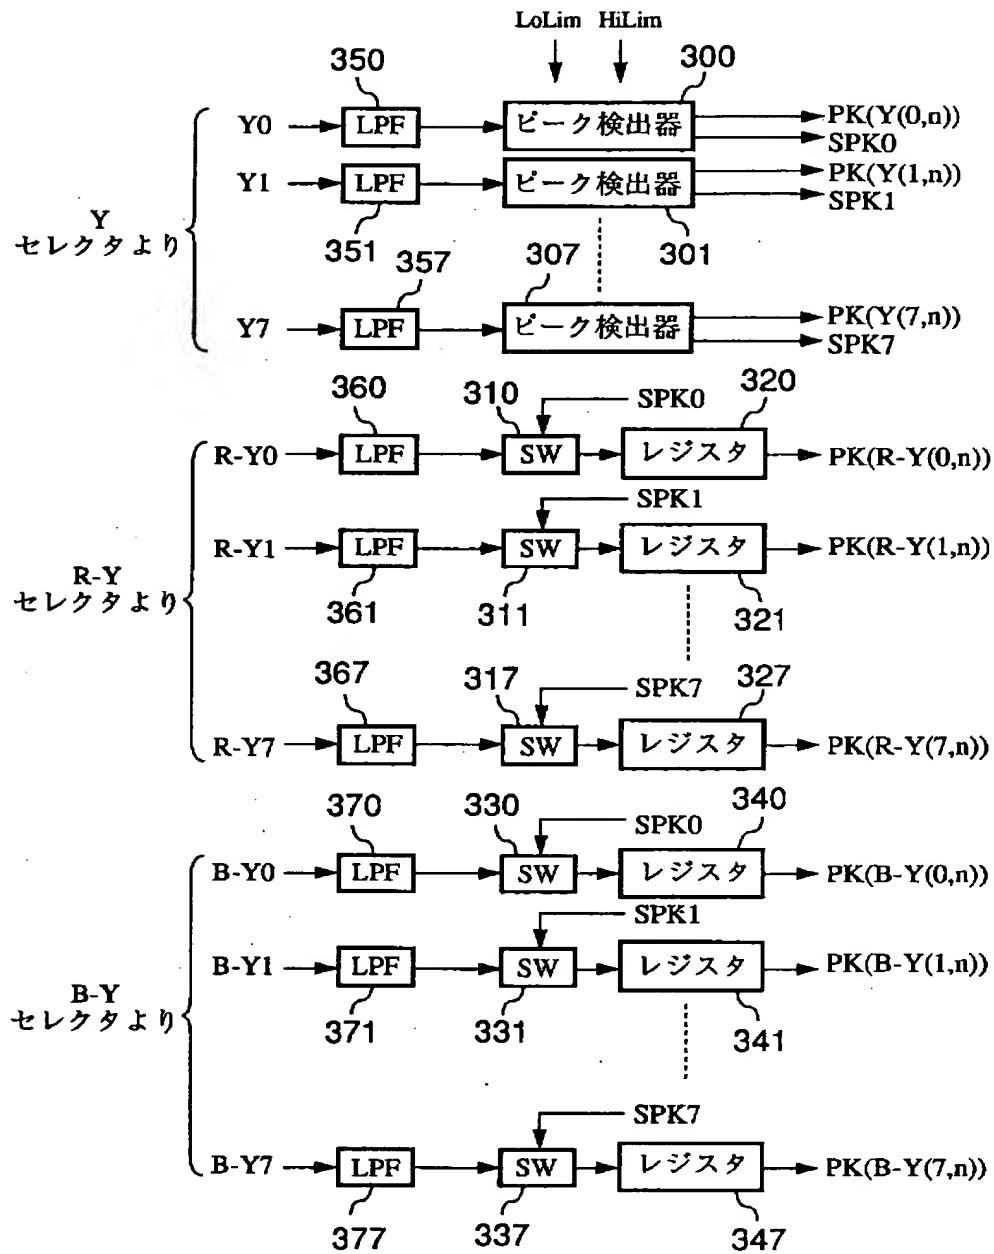 LoLim HiLim
350 300
Y0 LPF ピーク検出器 PK(Y(0,n))
SPK0
Y1 LPF ピーク検出器 PK(Y(1,n))
SPK1
351 301
Y
セレクタより
357 307
Y7 LPF ピーク検出器 PK(Y(7,n))
SPK7
360 310 SPK0 320
R-Y0 LPF SW レジスタ PK(R-Y(0,n))
SPK1
R-Y1 LPF SW レジスタ PK(R-Y(1,n))
361 311 321
R-Y
セレクタより
367 317 SPK7 327
R-Y7 LPF SW レジスタ PK(R-Y(7,n))
370 330 SPK0 340
B-Y0 LPF SW レジスタ PK(B-Y(0,n))
SPK1
B-Y1 LPF SW レジスタ PK(B-Y(1,n))
371 331 341
B-Y
セレクタより
SPK7
B-Y7 LPF SW レジスタ PK(B-Y(7,n))
377 337 347